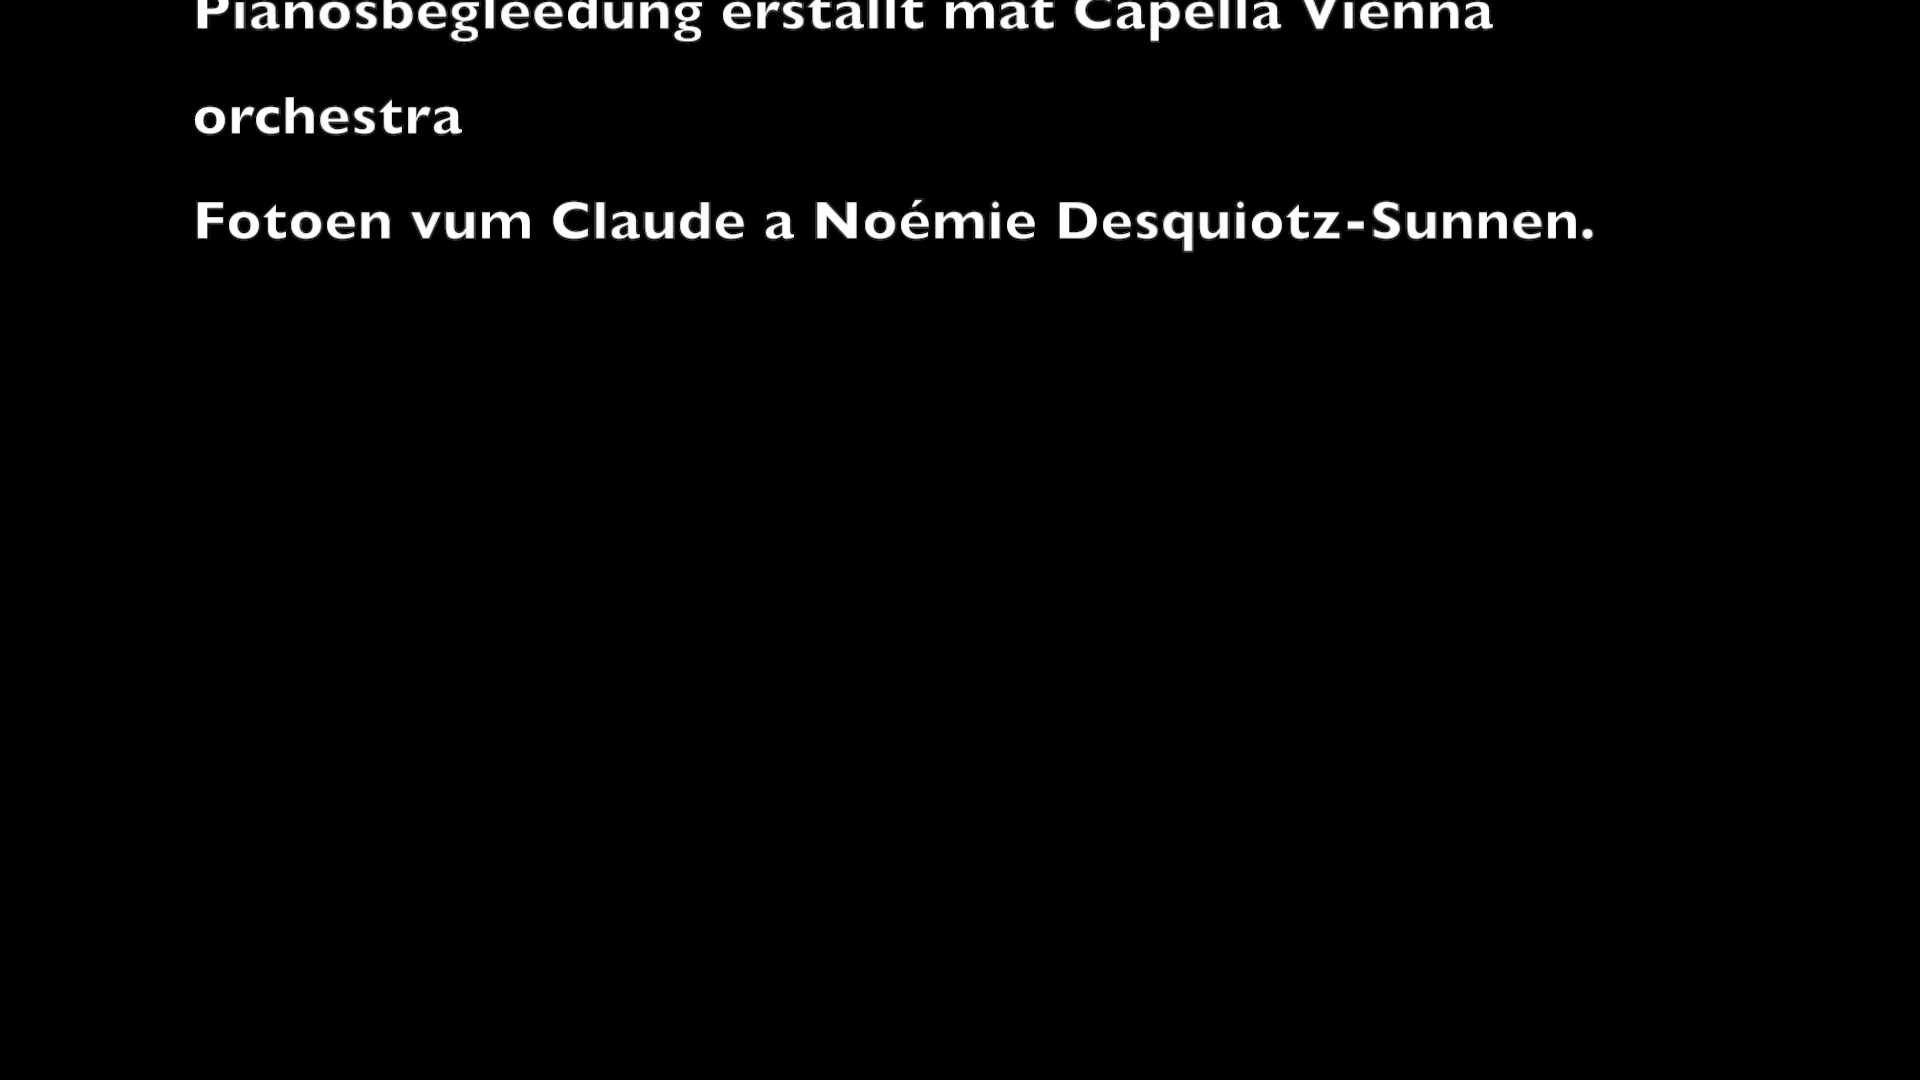 Pianosbegleedung erstallt mat Capella Vienna
orchestra
Fotoen vum Claude a Noémie Desquiotz-Sunnen.